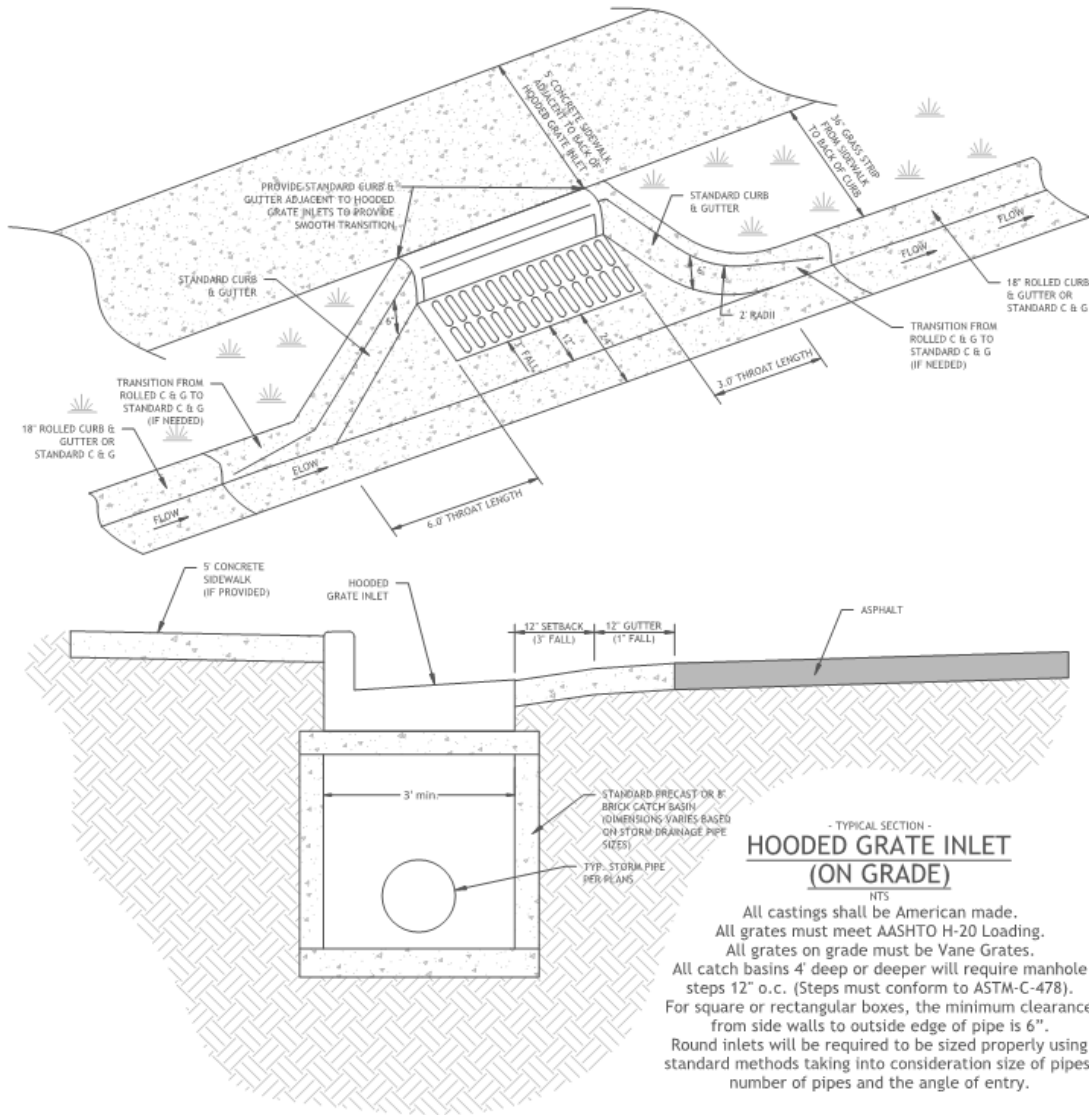 5' CONCRETE SIDEWALK
ADJACENT TO BACK OF
HOODED GRATE INLET
36" GRASS STRIP
FROM SIDEWALK
TO BACK OF CURB
PROVIDE STANDARD CURB &
GUTTER ADJACENT TO HOODED
GRATE INLETS TO PROVIDE
SMOOTH TRANSITION
STANDARD CURB
& GUTTER
FLOW
FLOW
STANDARD CURB
& GUTTER
6"
6"
2' RADII
18" ROLLED CURB
& GUTTER OR
STANDARD C & G
TRANSITION FROM
ROLLED C & G TO
STANDARD C & G
(IF NEEDED)
3" FALL
12"
24"
3.0' THROAT LENGTH
TRANSITION FROM
ROLLED C & G TO
STANDARD C & G
(IF NEEDED)
18" ROLLED CURB &
GUTTER OR
STANDARD C & G
FLOW
FLOW
6.0' THROAT LENGTH
5' CONCRETE
SIDEWALK
(IF PROVIDED)
HOODED
GRATE INLET
12" SETBACK
(3" FALL)
12" GUTTER
(1" FALL)
ASPHALT
3' min.
STANDARD PRECAST OR 8"
BRICK CATCH BASIN
(DIMENSIONS VARIES BASED
ON STORM DRAINAGE PIPE
SIZES)
TYP. STORM PIPE
PER PLANS
- TYPICAL SECTION -
HOODED GRATE INLET
(ON GRADE)
NTS
All castings shall be American made.
All grates must meet AASHTO H-20 Loading.
All grates on grade must be Vane Grates.
All catch basins 4' deep or deeper will require manhole
steps 12" o.c. (Steps must conform to ASTM-C-478).
For square or rectangular boxes, the minimum clearance
from side walls to outside edge of pipe is 6”.
Round inlets will be required to be sized properly using
standard methods taking into consideration size of pipes
number of pipes and the angle of entry.